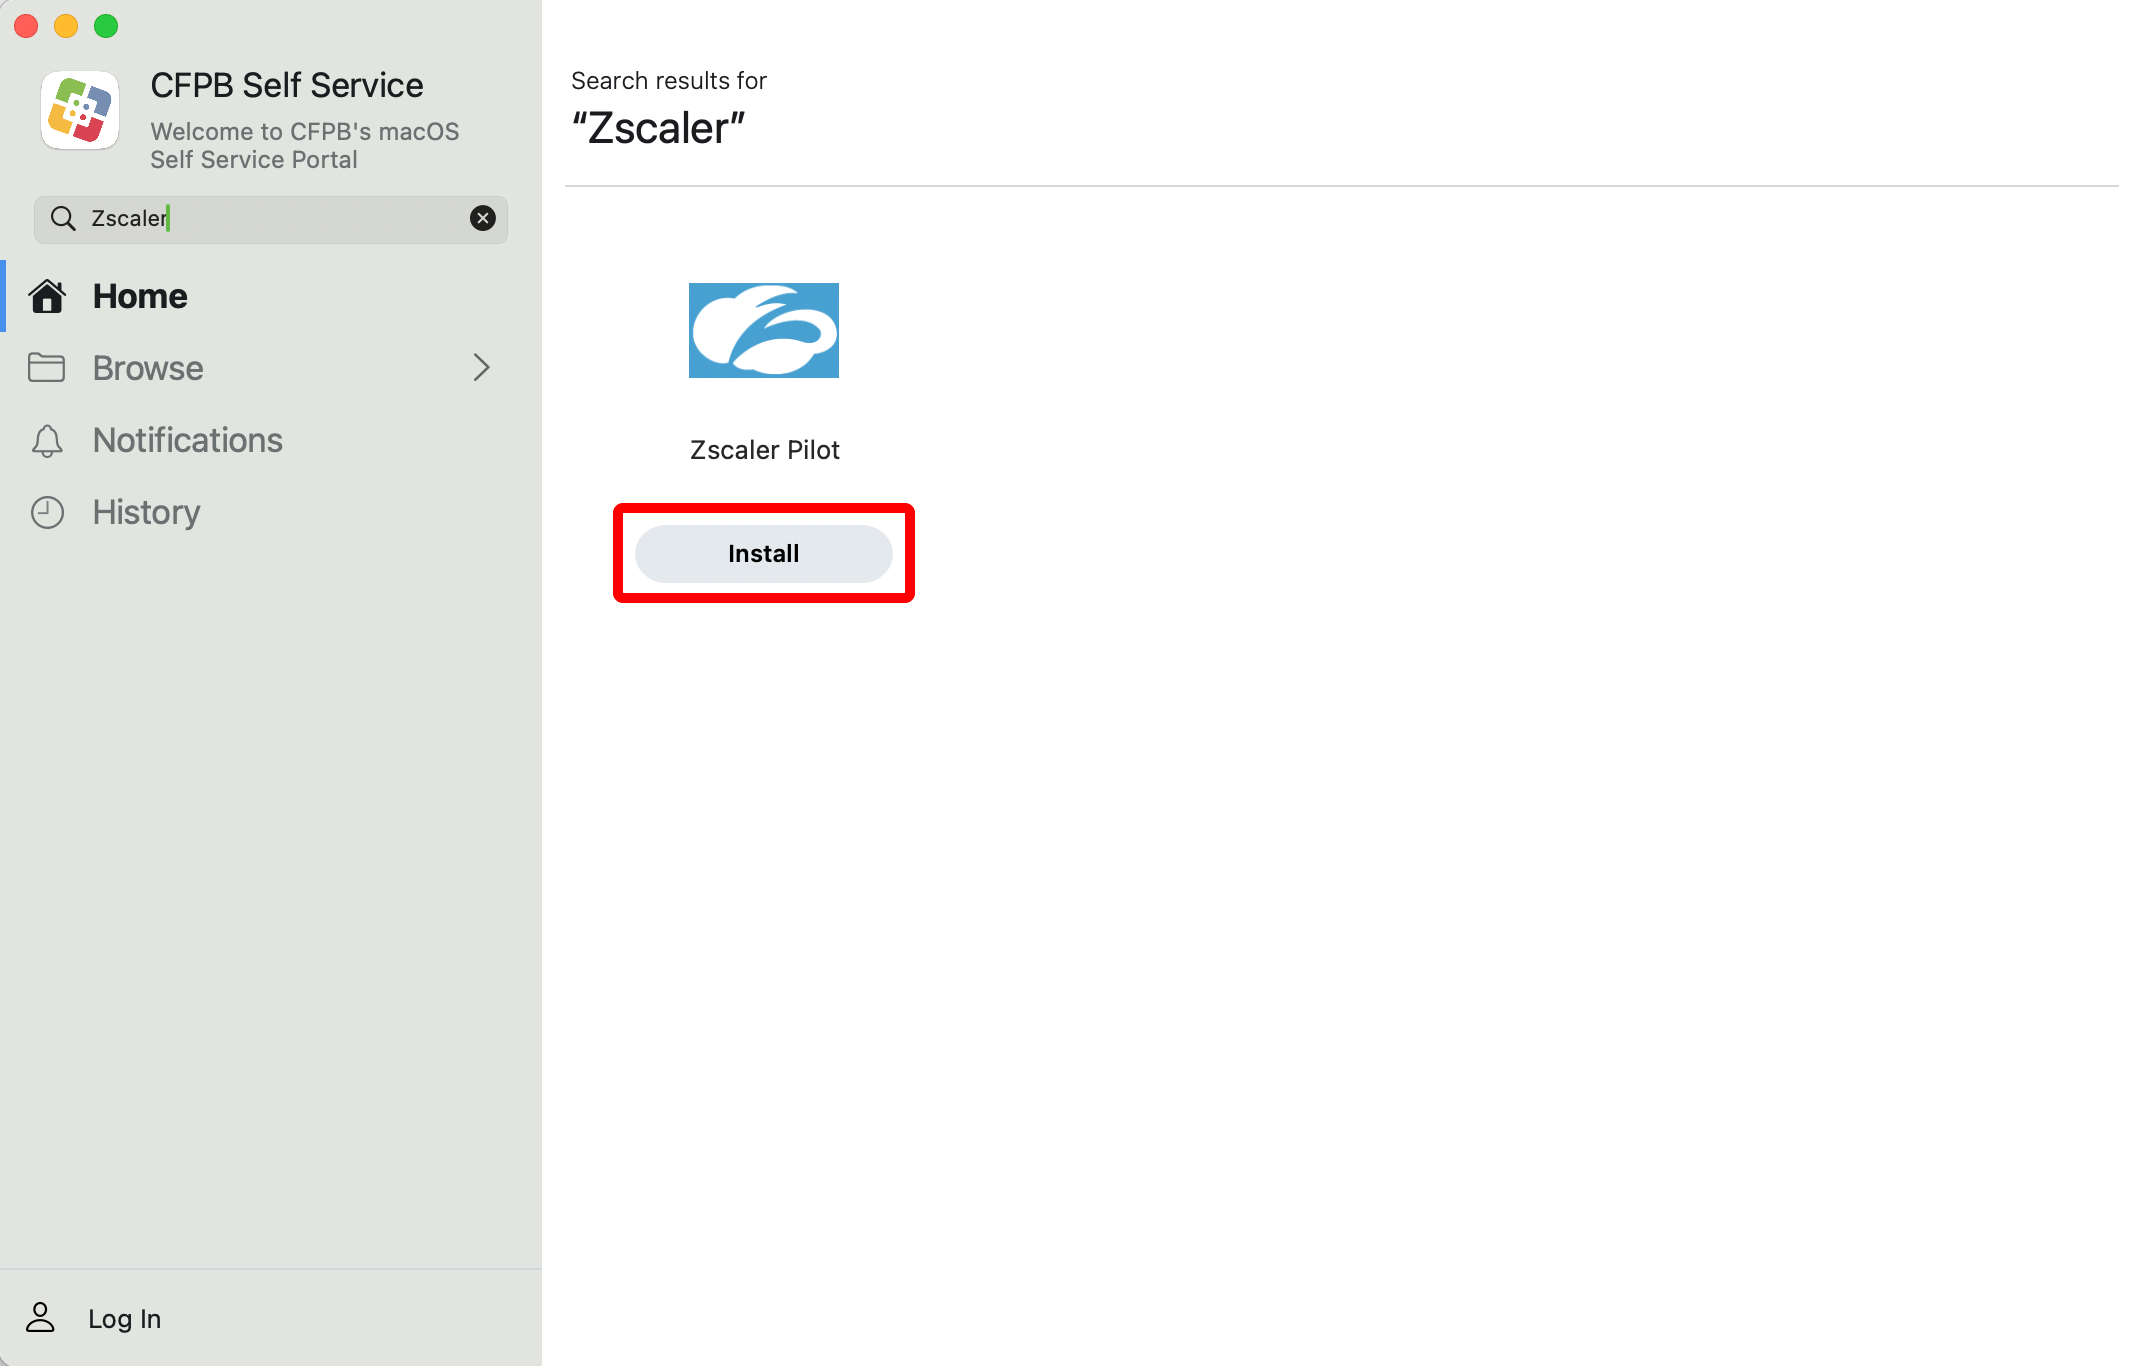 CFPB Self Service
Welcome to CFPB's macOS
Self Service Portal
Zscaler
Home
Browse
Notifications
History
Log In
Search results for
“Zscaler”
Zscaler Pilot
Install